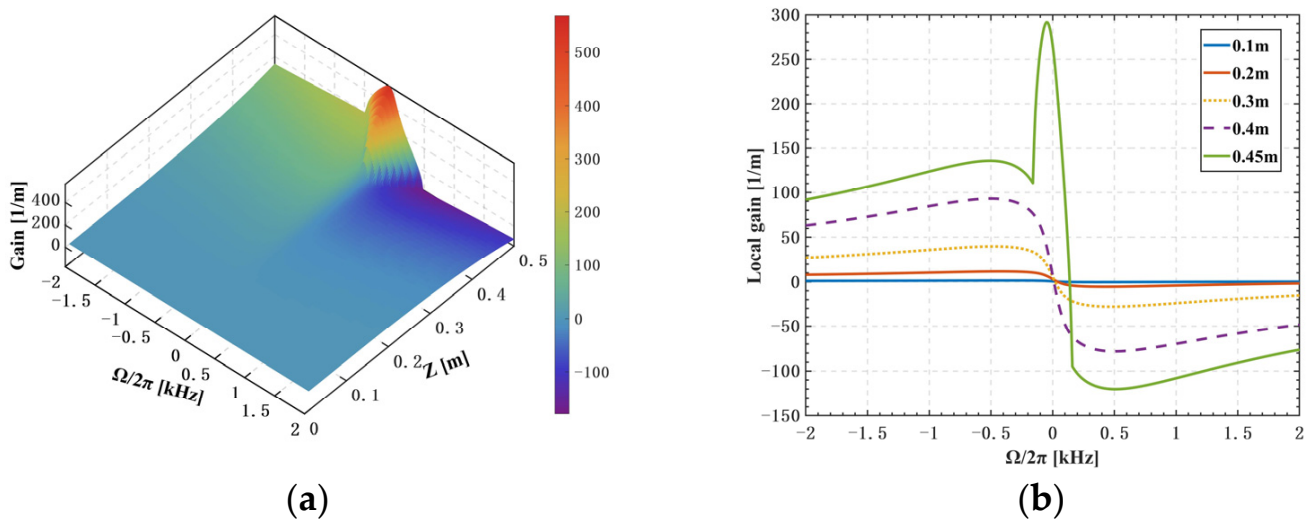 500
400
300
200
100
0
−100
400
200
0
Gain [1/m]
−2
−1.5
−1
−0.5
0
0.5
1
1.5
2
Ω/2π [kHz]
0
0.1
0.2
0.3
0.4
0.5
Z [m]
(a)
300
250
200
150
100
50
0
−50
−100
−150
Local gain [1/m]
−2 −1.5 −1 −0.5 0 0.5 1 1.5 2
Ω/2π [kHz]
0.1m
0.2m
0.3m
0.4m
0.45m
(b)